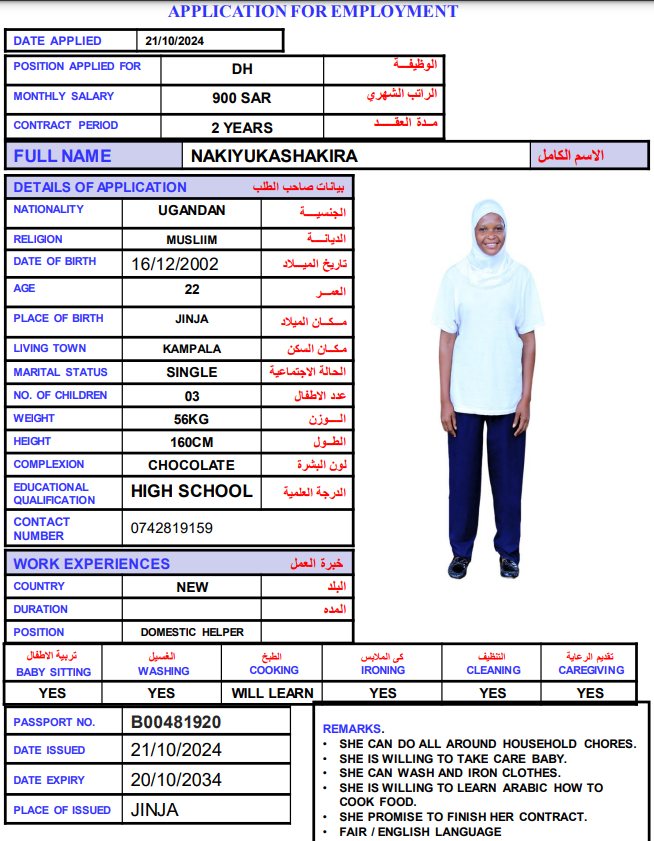 APPLICATION FOR EMPLOYMENT
DATE APPLIED 21/10/2024
POSITION APPLIED FOR DH الوظيفـــة
MONTHLY SALARY 900 SAR الراتب الشهري
CONTRACT PERIOD 2 YEARS مـدة العقـــد
FULL NAME NAKIYUKASHAKIRA الاسم الكامل
DETAILS OF APPLICATION بيانات صاحب الطلب
NATIONALITY UGANDAN الجنسيـــة
RELIGION MUSLIIM الديانــــة
DATE OF BIRTH 16/12/2002 تاريخ الميـــلاد
AGE 22 العمـــر
PLACE OF BIRTH JINJA مـكـــان الميلاد
LIVING TOWN KAMPALA مكـان السكن
MARITAL STATUS SINGLE الحالة الاجتماعية
NO. OF CHILDREN 03 عدد الاطفال
WEIGHT 56KG الـــوزن
HEIGHT 160CM الطـول
COMPLEXION CHOCOLATE لون البشرة
EDUCATIONAL QUALIFICATION HIGH SCHOOL الدرجة العلمية
CONTACT NUMBER 0742819159
WORK EXPERIENCES خبرة العمل
COUNTRY NEW البلد
DURATION المده
POSITION DOMESTIC HELPER
تربية الاطفال الغسيل الطبخ كى الملابس التنظيف تقديم الرعاية
BABY SITTING WASHING COOKING IRONING CLEANING CAREGIVING
YES YES WILL LEARN YES YES YES
PASSPORT NO. B00481920
DATE ISSUED 21/10/2024
DATE EXPIRY 20/10/2034
PLACE OF ISSUED JINJA
REMARKS.
• SHE CAN DO ALL AROUND HOUSEHOLD CHORES.
• SHE IS WILLING TO TAKE CARE BABY.
• SHE CAN WASH AND IRON CLOTHES.
• SHE IS WILLING TO LEARN ARABIC HOW TO
COOK FOOD.
• SHE PROMISE TO FINISH HER CONTRACT.
• FAIR / ENGLISH LANGUAGE